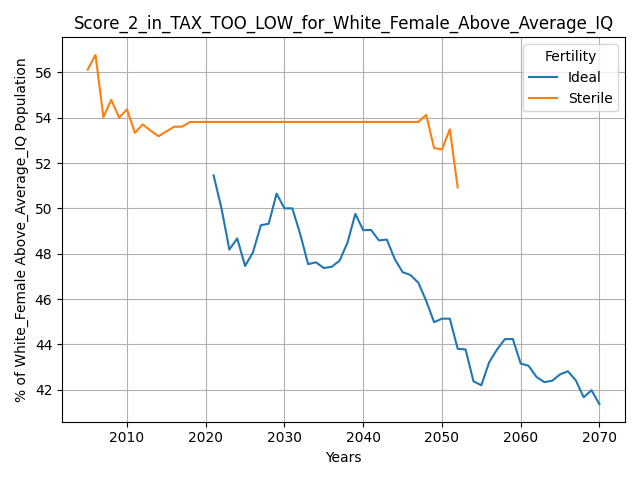 Score_2_in_TAX_TOO_LOW_for_White_Female_Above_Average_IQ
Fertility
Ideal
Sterile
% of White_Female Above_Average_IQ Population
56
54
52
50
48
46
44
42
2010
2020
2030
2040
2050
2060
2070
Years